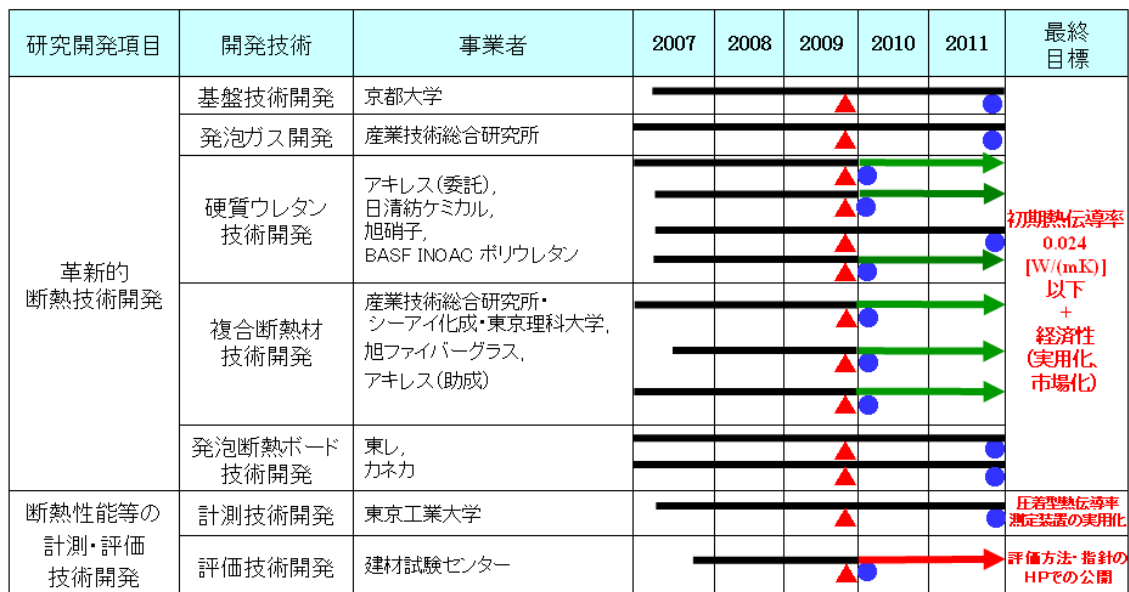 研究開発項目
開発技術
事業者
2007
2008
2009
2010
2011
最終
目標
革新的
断熱技術開発
基盤技術開発
京都大学
発泡ガス開発
産業技術総合研究所
硬質ウレタン
技術開発
アキレス(委託),
日清紡ケミカル,
旭硝子,
BASF INOAC ポリウレタン
複合断熱材
技術開発
産業技術総合研究所・
シーアイ化成・東京理科大学,
旭ファイバーグラス,
アキレス(助成)
発泡断熱ボード
技術開発
東レ,
カネカ
初期熱伝導率
0.024
[W/(mK)]
以下
+
経済性
(実用化、
市場化)
断熱性能等の
計測・評価
技術開発
計測技術開発
東京工業大学
圧着型熱伝導率
測定装置の実用化
評価技術開発
建材試験センター
評価方法・指針の
HPでの公開